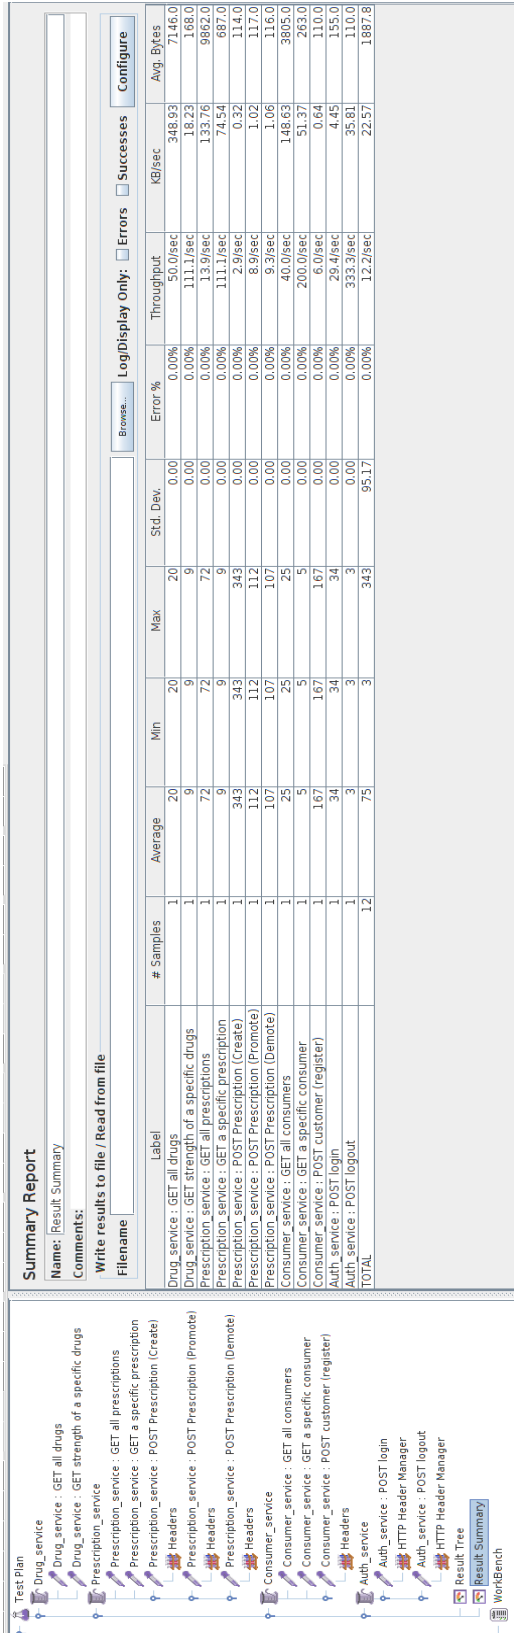 Test Plan
Drug_service
Drug_service : GET all drugs
Drug_service : GET strength of a specific drugs
Prescription_service
Prescription_service : GET all prescriptions
Prescription_service : GET a specific prescription
Prescription_service : POST Prescription (Create)
Headers
Prescription_service : POST Prescription (Promote)
Headers
Prescription_service : POST Prescription (Demote)
Headers
Consumer_service
Consumer_service : GET all consumers
Consumer_service : GET a specific consumer
Consumer_service : POST customer (register)
Headers
Auth_service
Auth_service : POST login
HTTP Header Manager
Auth_service : POST logout
HTTP Header Manager
Result Tree
Result Summary
WorkBench
Summary Report
Name: Result Summary
Comments:
Write results to file / Read from file
Filename Browse... Log/Display Only: Errors Successes Configure
Label # Samples Average Min Max Std. Dev. Error % Throughput KB/sec Avg. Bytes
Drug_service : GET all drugs 1 20 20 20 0.00 0.00% 50.0/sec 348.93 7146.0
Drug_service : GET strength of a specific drugs 1 9 9 9 0.00 0.00% 111.1/sec 18.23 168.0
Prescription_service : GET all prescriptions 1 72 72 72 0.00 0.00% 13.9/sec 133.76 9862.0
Prescription_service : GET a specific prescription 1 9 9 9 0.00 0.00% 111.1/sec 74.54 687.0
Prescription_service : POST Prescription (Create) 1 343 343 343 0.00 0.00% 2.9/sec 0.32 114.0
Prescription_service : POST Prescription (Promote) 1 112 112 112 0.00 0.00% 8.9/sec 1.02 117.0
Prescription_service : POST Prescription (Demote) 1 107 107 107 0.00 0.00% 9.3/sec 1.06 116.0
Consumer_service : GET all consumers 1 25 25 25 0.00 0.00% 40.0/sec 148.63 3805.0
Consumer_service : GET a specific consumer 1 5 5 5 0.00 0.00% 200.0/sec 51.37 263.0
Consumer_service : POST customer (register) 1 167 167 167 0.00 0.00% 6.0/sec 0.64 110.0
Auth_service : POST login 1 34 34 34 0.00 0.00% 29.4/sec 4.45 155.0
Auth_service : POST logout 1 3 3 3 0.00 0.00% 333.3/sec 35.81 110.0
TOTAL 12 75 3 343 95.17 0.00% 12.2/sec 22.57 1887.8